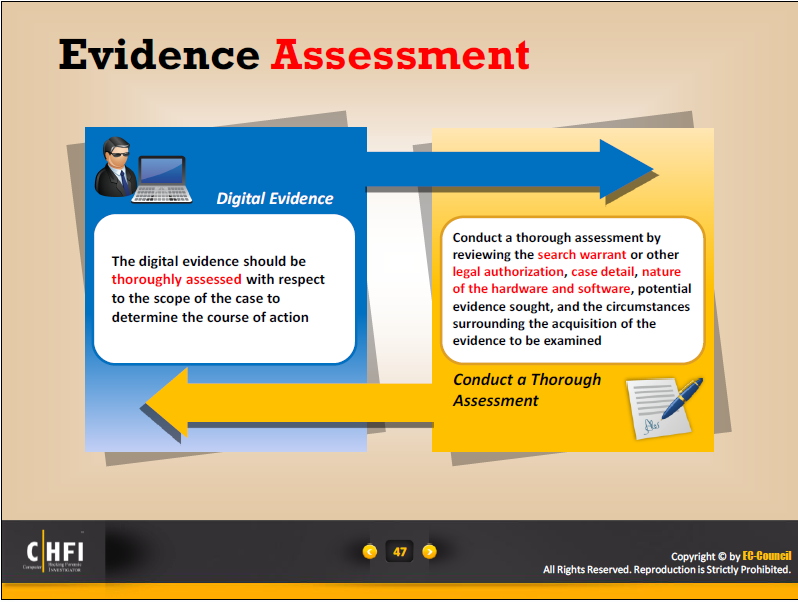 Evidence Assessment
Digital Evidence
The digital evidence should be
thoroughly assessed with respect
to the scope of the case to
determine the course of action
Conduct a thorough assessment by
reviewing the search warrant or other
legal authorization, case detail, nature
of the hardware and software, potential
evidence sought, and the circumstances
surrounding the acquisition of the
evidence to be examined
Conduct a Thorough
Assessment
CHFI
Computer Hacking Forensic
INVESTIGATOR
47
Copyright © by EC-Council
All Rights Reserved. Reproduction is Strictly Prohibited.